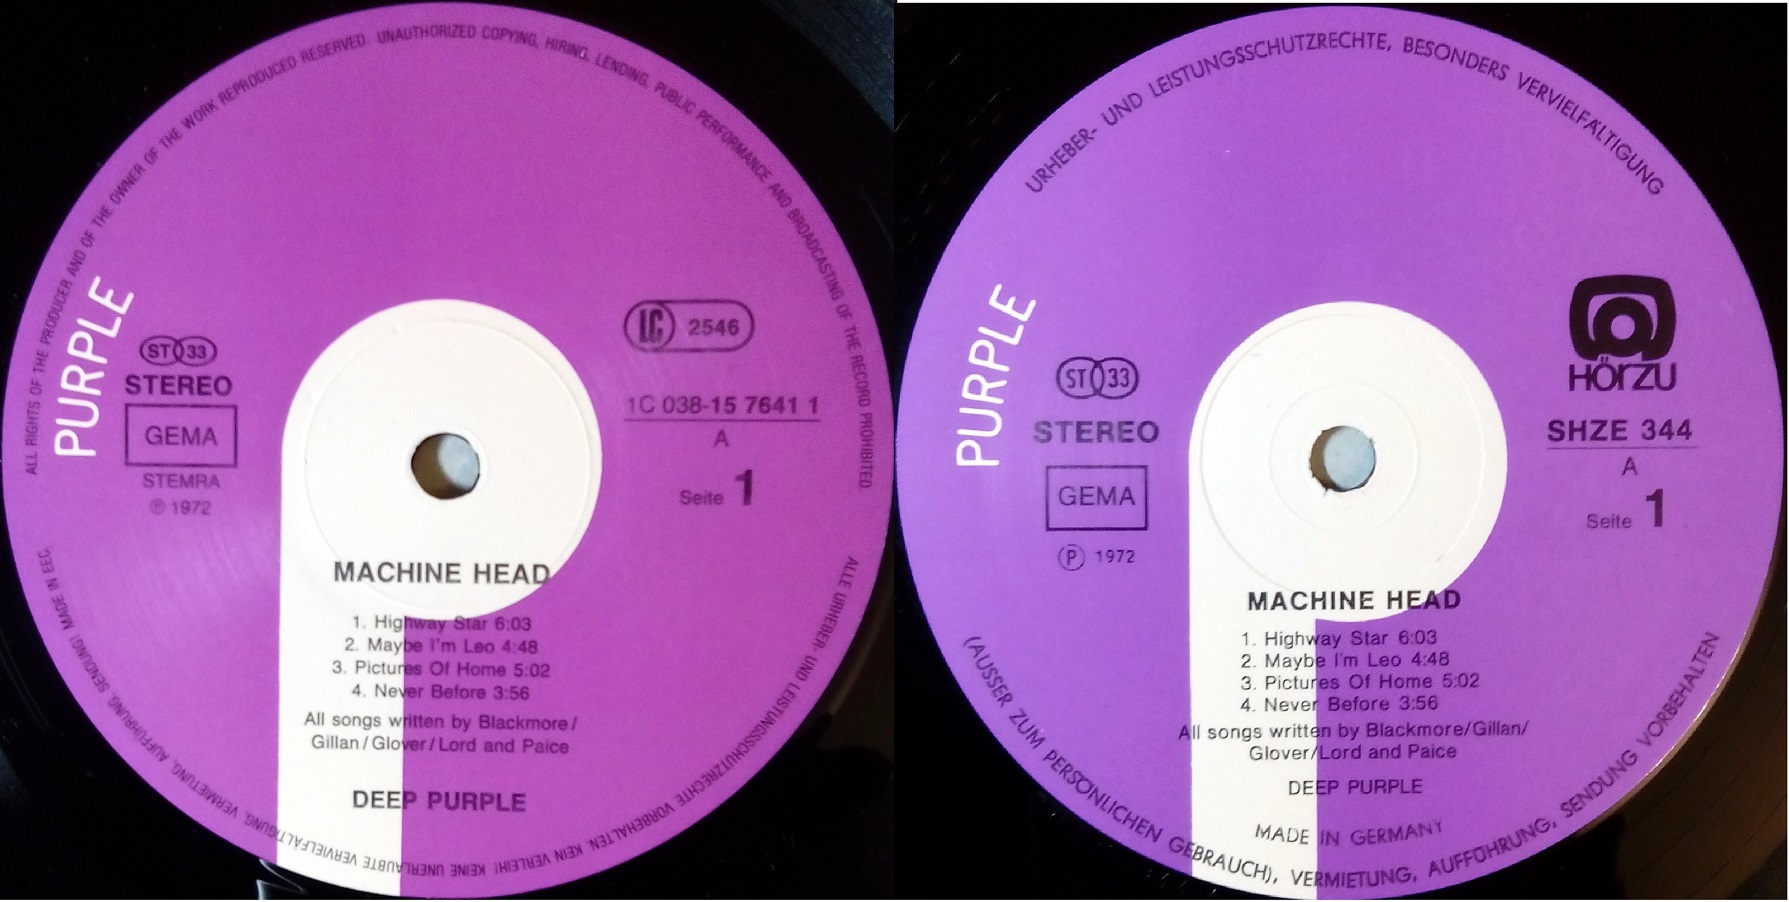 ALL RIGHTS OF THE PRODUCER AND OF THE OWNER OF THE WORK REPRODUCED RESERVED. UNAUTHORIZED COPYING, HIRING, LENDING, PUBLIC PERFORMANCE AND BROADCASTING OF THE RECORD PROHIBITED.
PURPLE
ST 33
STEREO
GEMA
STEMRA
℗ 1972
LC 2546
1C 038-15 7641 1
A
Seite 1
MACHINE HEAD
1. Highway Star 6:03
2. Maybe I'm Leo 4:48
3. Pictures Of Home 5:02
4. Never Before 3:56
All songs written by Blackmore/
Gillan/Glover/Lord and Paice
DEEP PURPLE
ALLE URHEBER- UND LEISTUNGSSCHUTZRECHTE VORBEHALTEN. KEIN VERLEIH! KEINE UNERLAUBTE VERVIELFÄLTIGUNG, VERMIETUNG, AUFFÜHRUNG, SENDUNG! MADE IN EEC.
URHEBER- UND LEISTUNGSSCHUTZRECHTE, BESONDERS VERVIELFÄLTIGUNG
PURPLE
ST 33
STEREO
GEMA
℗ 1972
HÖRZU
SHZE 344
A
Seite 1
MACHINE HEAD
1. Highway Star 6:03
2. Maybe I'm Leo 4:48
3. Pictures Of Home 5:02
4. Never Before 3:56
All songs written by Blackmore/Gillan/
Glover/Lord and Paice
DEEP PURPLE
MADE IN GERMANY
(AUSSER ZUM PERSÖNLICHEN GEBRAUCH), VERMIETUNG, AUFFÜHRUNG, SENDUNG VORBEHALTEN